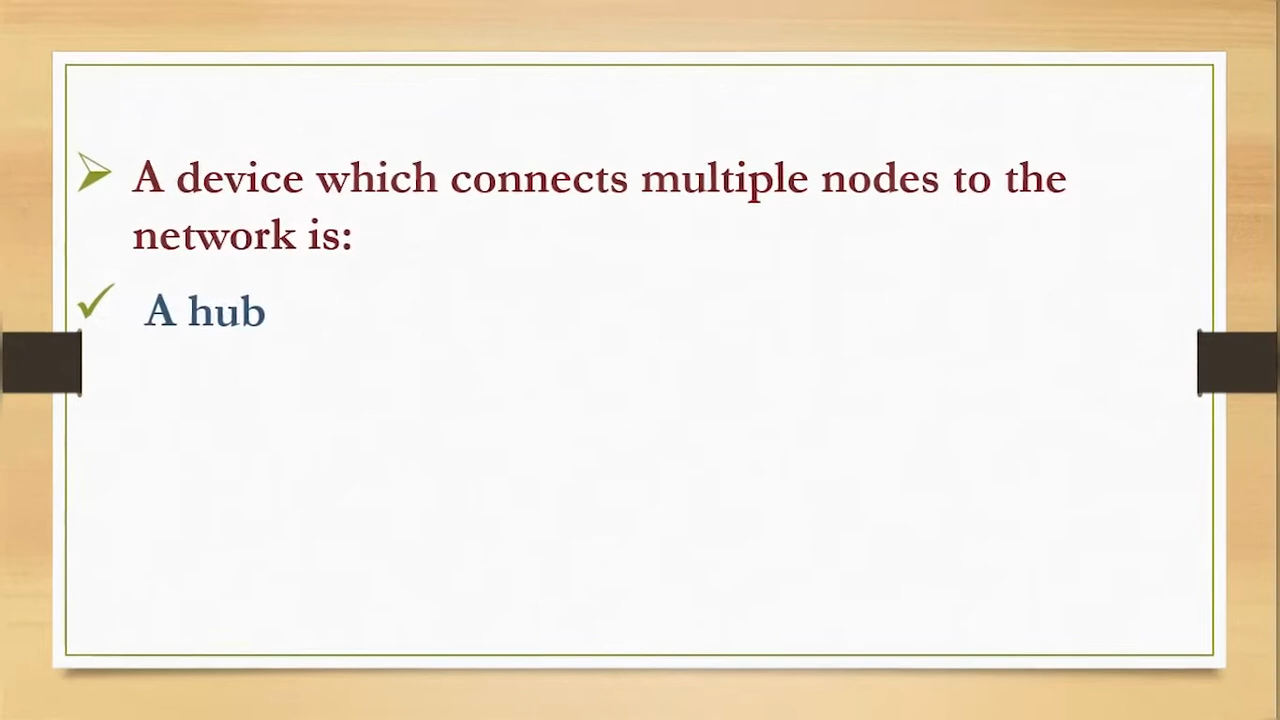 A device which connects multiple nodes to the
network is:
A hub